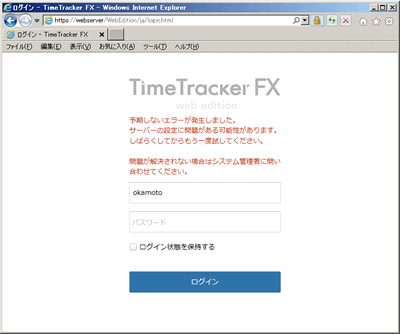 ログイン - TimeTracker FX - Windows Internet Explorer
https://webserver/WebEdition/ja/login.html
ログイン - TimeTracker FX
ファイル(F) 編集(E) 表示(V) お気に入り(A) ツール(T) ヘルプ(H)
TimeTracker FX
web edition
予期しないエラーが発生しました。
サーバーの設定に問題がある可能性があります。
しばらくしてからもう一度試してください。
問題が解決されない場合はシステム管理者に問い
合わせてください。
okamoto
パスワード
ログイン状態を保持する
ログイン